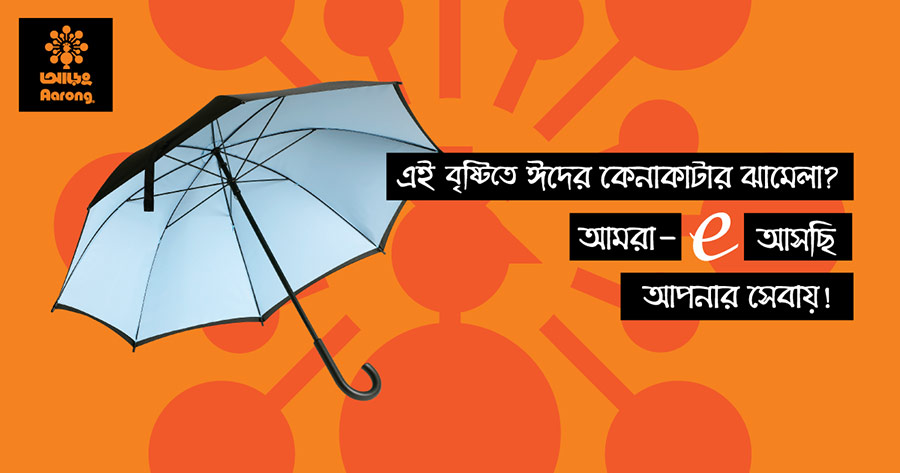 আড়ং
Aarong
এই বৃষ্টিতে ঈদের কেনাকাটার ঝামেলা?
আমরা- e আসছি
আপনার সেবায়!